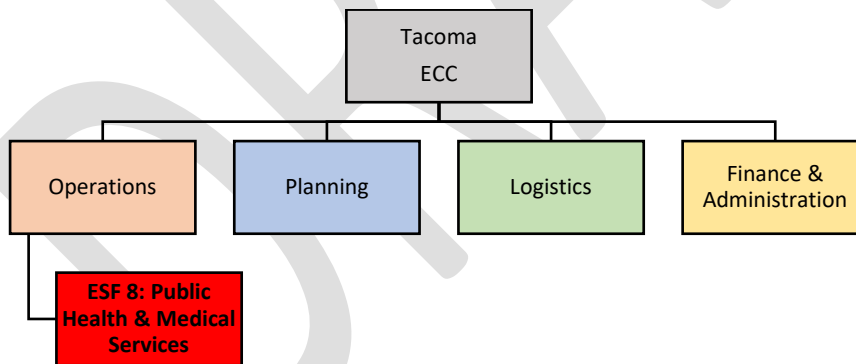 Tacoma
ECC
Operations
Planning
Logistics
Finance &
Administration
ESF 8: Public
Health & Medical
Services